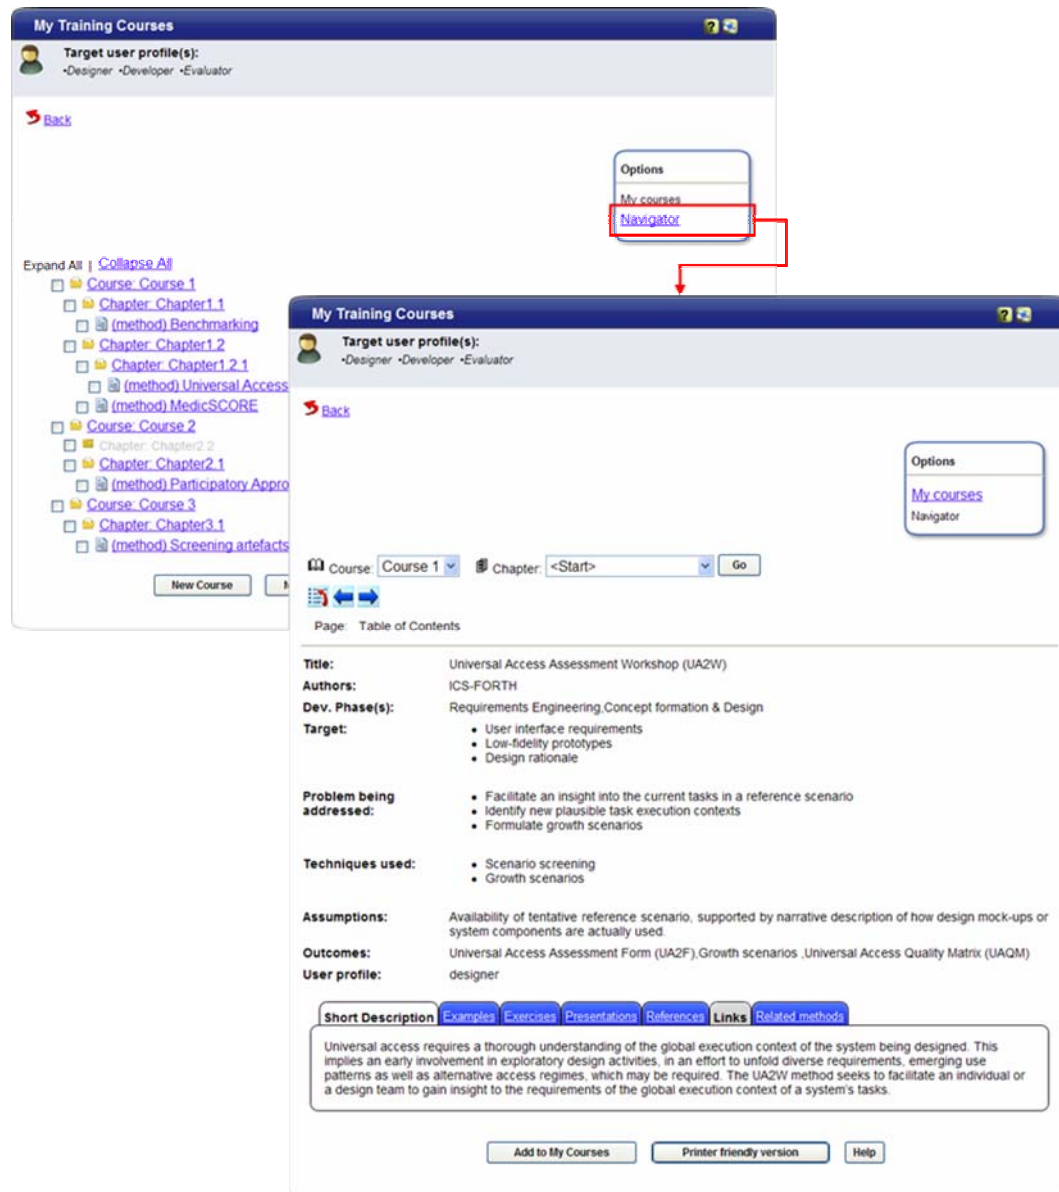 My Training Courses
Target user profile(s):
•Designer •Developer •Evaluator
Back
Options
My courses
Navigator
Expand All | Collapse All
Course: Course 1
Chapter: Chapter1.1
(method) Benchmarking
Chapter: Chapter1.2
Chapter: Chapter1.2.1
(method) Universal Access
(method) MedicSCORE
Course: Course 2
Chapter: Chapter2.2
Chapter: Chapter2.1
(method) Participatory Appro
Course: Course 3
Chapter: Chapter3.1
(method) Screening artefacts
New Course
My Training Courses
Target user profile(s):
•Designer •Developer •Evaluator
Back
Options
My courses
Navigator
Course: Course 1 Chapter: <Start> Go
Page: Table of Contents
Title: Universal Access Assessment Workshop (UA2W)
Authors: ICS-FORTH
Dev. Phase(s): Requirements Engineering,Concept formation & Design
Target: • User interface requirements
• Low-fidelity prototypes
• Design rationale
Problem being • Facilitate an insight into the current tasks in a reference scenario
addressed: • Identify new plausible task execution contexts
• Formulate growth scenarios
Techniques used: • Scenario screening
• Growth scenarios
Assumptions: Availability of tentative reference scenario, supported by narrative description of how design mock-ups or
system components are actually used.
Outcomes: Universal Access Assessment Form (UA2F),Growth scenarios ,Universal Access Quality Matrix (UAQM)
User profile: designer
Short Description Examples Exercises Presentations References Links Related methods
Universal access requires a thorough understanding of the global execution context of the system being designed. This
implies an early involvement in exploratory design activities, in an effort to unfold diverse requirements, emerging use
patterns as well as alternative access regimes, which may be required. The UA2W method seeks to facilitate an individual or
a design team to gain insight to the requirements of the global execution context of a system's tasks.
Add to My Courses Printer friendly version Help